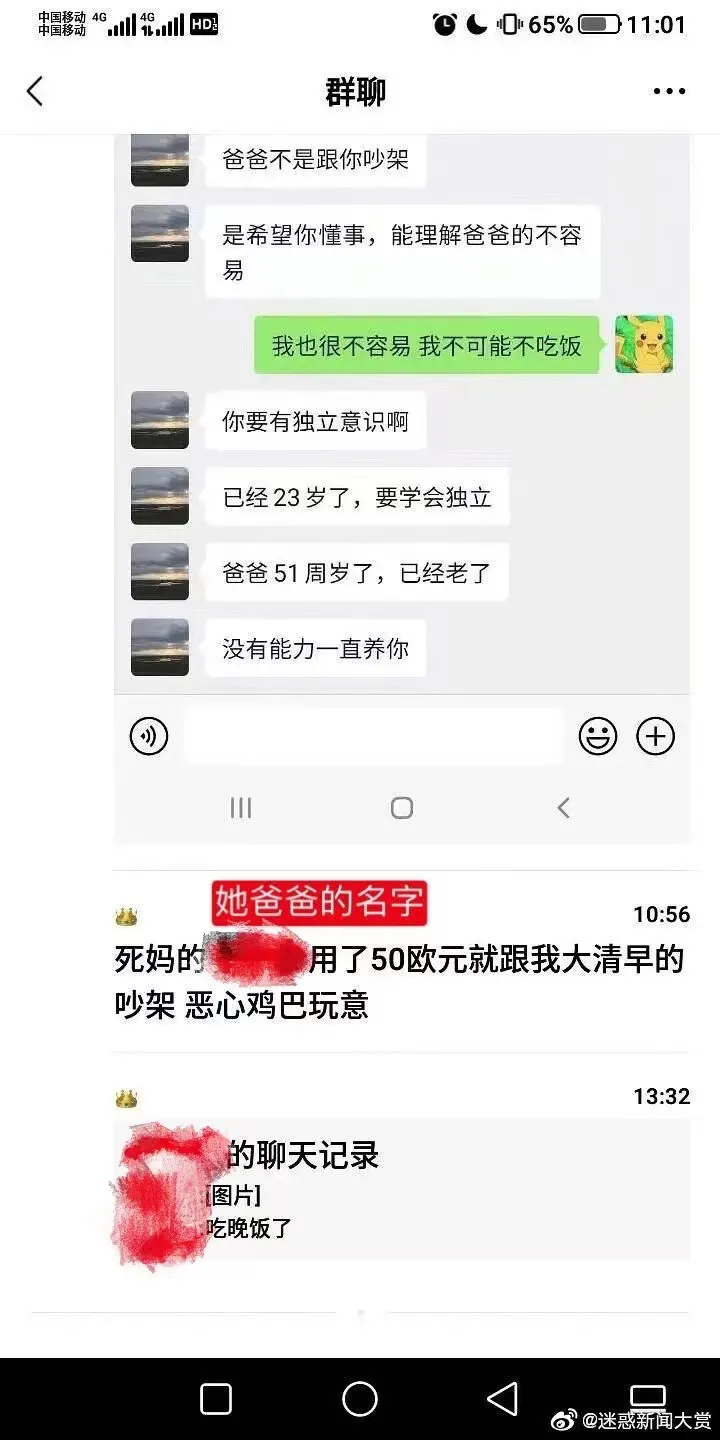 中国移动 4G 4G HD
中国移动
65% 11:01
群聊
爸爸不是跟你吵架
是希望你懂事，能理解爸爸的不容
易
我也很不容易 我不可能不吃饭
你要有独立意识啊
已经 23 岁了，要学会独立
爸爸 51 周岁了，已经老了
没有能力一直养你
她爸爸的名字
10:56
死妈的
用了50欧元就跟我大清早的
吵架 恶心鸡巴玩意
13:32
的聊天记录
[图片]
吃晚饭了
@迷惑新闻大赏